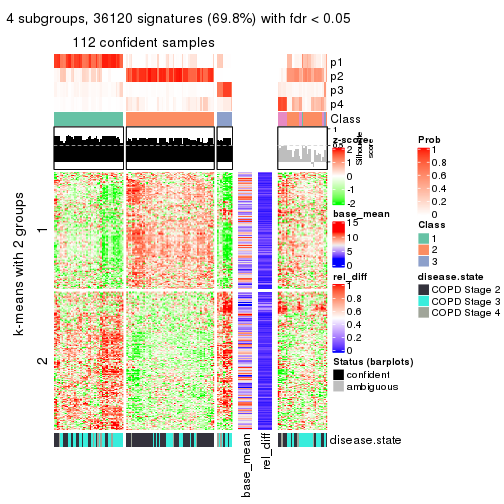 4 subgroups, 36120 signatures (69.8%) with fdr < 0.05
112 confident samples
p1
p2
p3
p4
Class
1
0
Silhouette
score
z-score
2
1
0
-1
-2
base_mean
15
10
5
0
rel_diff
1
0.8
0.6
0.4
0.2
0
Status (barplots)
confident
ambiguous
Prob
1
0.8
0.6
0.4
0.2
0
Class
1
2
3
disease.state
COPD Stage 2
COPD Stage 3
COPD Stage 4
k-means with 2 groups
1
2
disease.state
base_mean
rel_diff